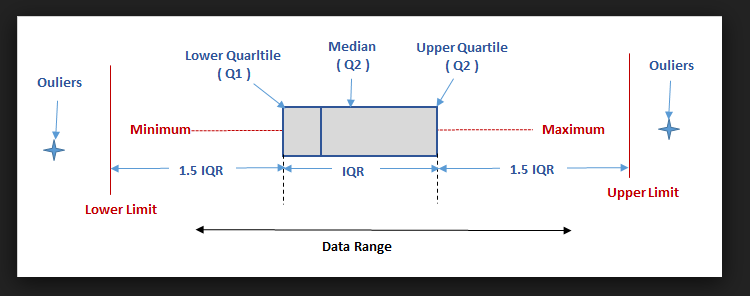 Lower Quarltile
( Q1 )
Median
( Q2 )
Upper Quartile
( Q2 )
Ouliers
Ouliers
Minimum
Maximum
1.5 IQR
IQR
1.5 IQR
Lower Limit
Upper Limit
Data Range